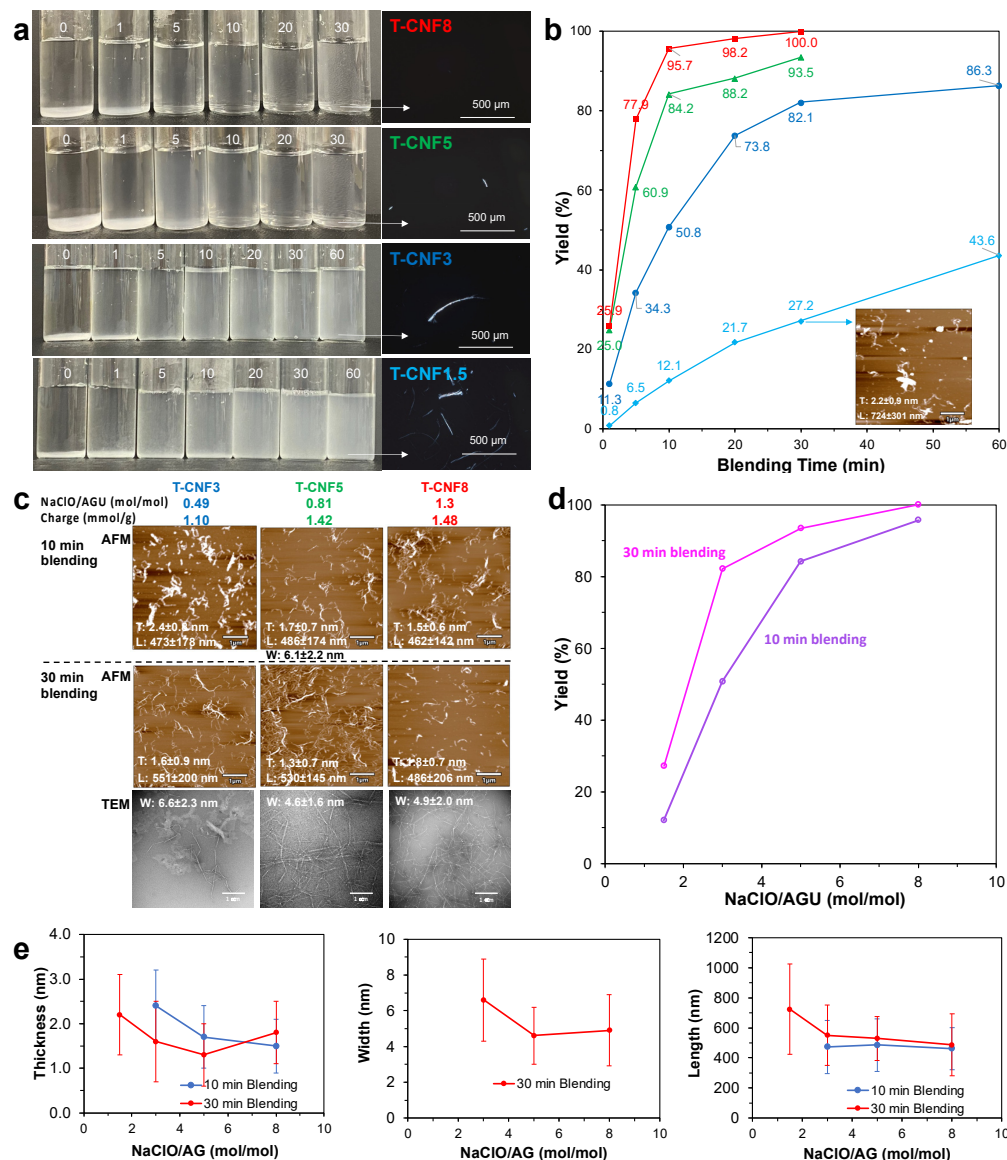 a
0 1 5 10 20 30
T-CNF8
500 µm
0 1 5 10 20 30
T-CNF5
500 µm
0 1 5 10 20 30 60
T-CNF3
500 µm
0 1 5 10 20 30 60
T-CNF1.5
500 µm
b
Yield (%)
100
80
60
40
20
0
0 10 20 30 40 50 60
Blending Time (min)
25.9
77.9
95.7
98.2
100.0
25.0
60.9
84.2
88.2
93.5
11.3
34.3
50.8
73.8
82.1
86.3
0.8
6.5
12.1
21.7
27.2
43.6
T: 2.2±0.9 nm
L: 724±301 nm
1µm
c
T-CNF3 T-CNF5 T-CNF8
NaClO/AGU (mol/mol) 0.49 0.81 1.3
Charge (mmol/g) 1.10 1.42 1.48
10 min
blending
AFM
T: 2.4±0.8 nm
L: 473±178 nm
1µm
T: 1.7±0.7 nm
L: 486±174 nm
1µm
W: 6.1±2.2 nm
T: 1.5±0.6 nm
L: 462±142 nm
1µm
30 min
blending
AFM
T: 1.6±0.9 nm
L: 551±200 nm
1µm
T: 1.3±0.7 nm
L: 530±145 nm
1µm
T: 1.8±0.7 nm
L: 486±206 nm
1µm
TEM
W: 6.6±2.3 nm
W: 4.6±1.6 nm
W: 4.9±2.0 nm
d
Yield (%)
100
80
60
40
20
0
0 2 4 6 8 10
NaClO/AGU (mol/mol)
30 min blending
10 min blending
e
Thickness (nm)
4.0
3.0
2.0
1.0
0.0
0 2 4 6 8 10
NaClO/AG (mol/mol)
10 min Blending
30 min Blending
Width (nm)
10
8
6
4
2
0
0 2 4 6 8 10
NaClO/AG (mol/mol)
30 min Blending
Length (nm)
1200
1000
800
600
400
200
0
0 2 4 6 8 10
NaClO/AG (mol/mol)
10 min Blending
30 min Blending